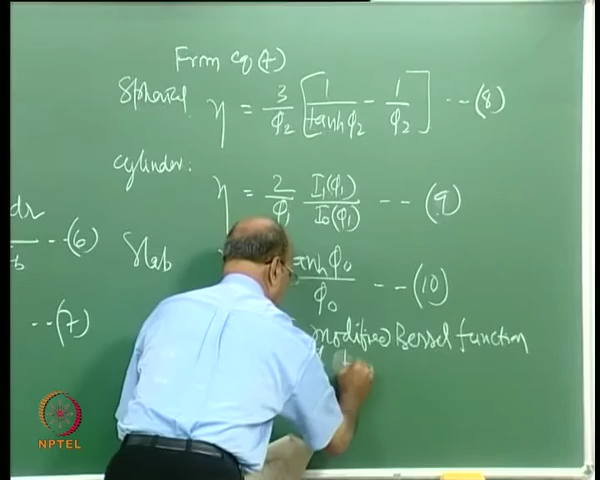 From eq (7)
Spherical η = 3/φ2 [1/tanh φ2 - 1/φ2] -- (8)
cylinder: η = 2/φ1 I1(φ1)/I0(φ1) -- (9)
dr -- (6)
Slab tanh φ0/φ0 -- (10)
-- (7)
modified Bessel function
NPTEL